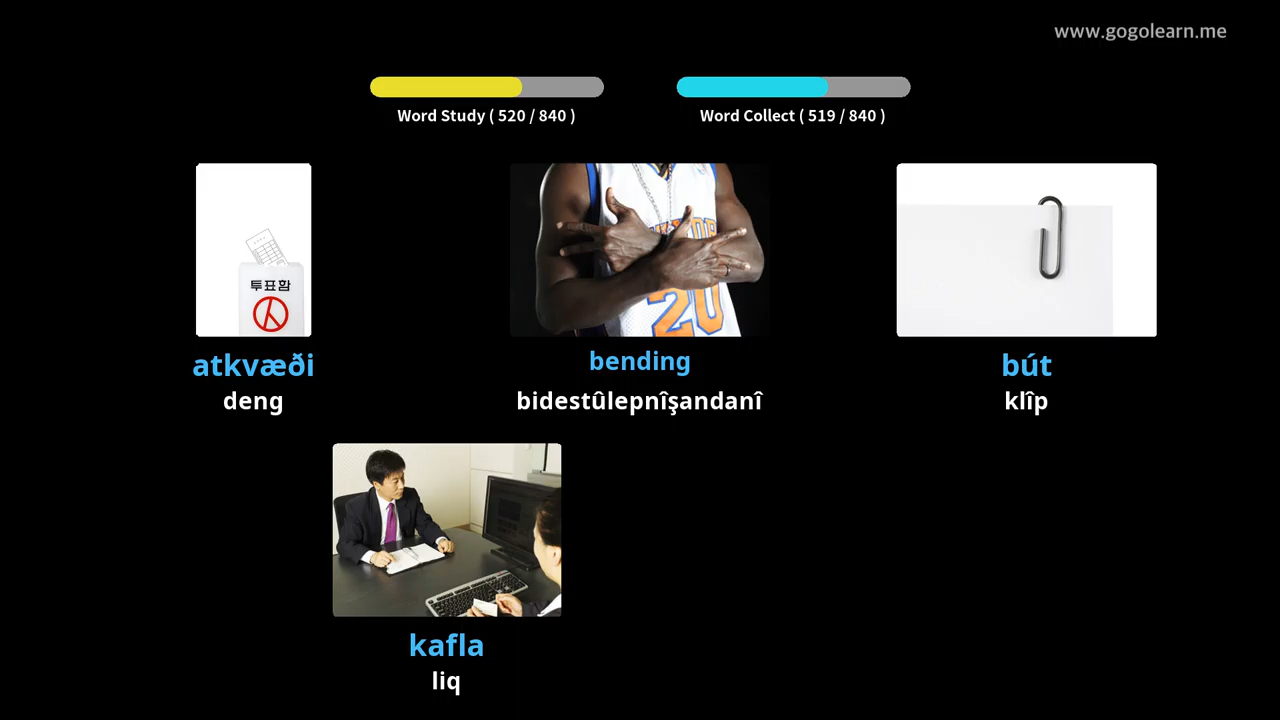 www.gogolearn.me
Word Study ( 520 / 840 )
Word Collect ( 519 / 840 )
투표함
20
atkvæði
deng
bending
bidestûlepnîşandanî
bút
klîp
kafla
liq